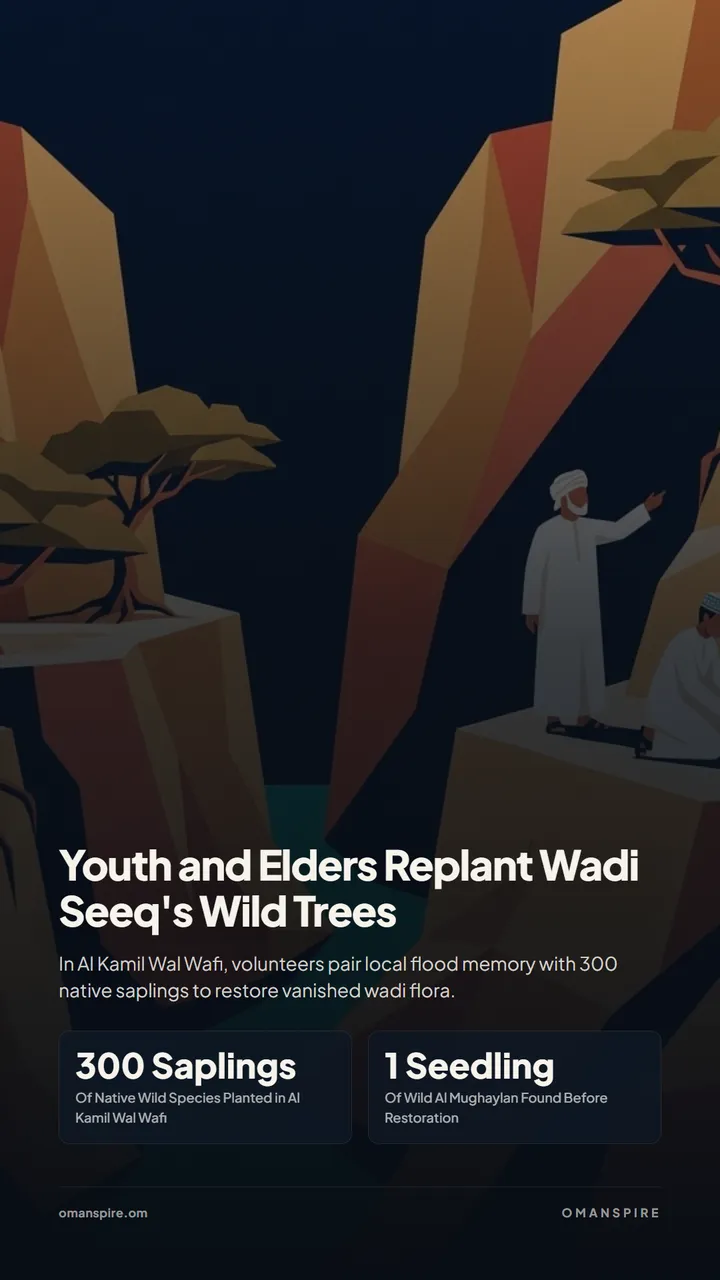 Youth and Elders Replant Wadi
Seeq's Wild Trees
In Al Kamil Wal Wafi, volunteers pair local flood memory with 300
native saplings to restore vanished wadi flora.
300 Saplings
Of Native Wild Species Planted in Al
Kamil Wal Wafi
1 Seedling
Of Wild Al Mughaylan Found Before
Restoration
omanspire.om
OMANSPIRE